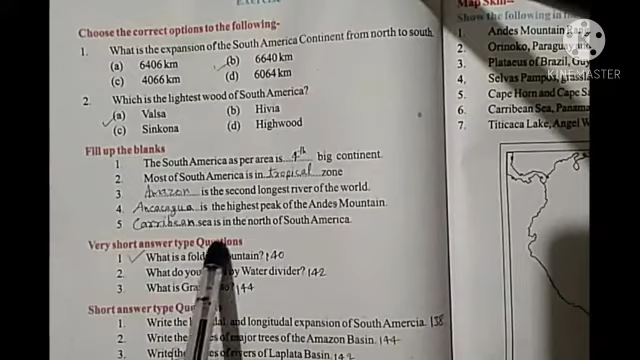 Exercise
Choose the correct options to the following-
1. What is the expansion of the South America Continent from north to south
(a) 6406 km (b) 6640 km
(c) 4066 km (d) 6064 km
2. Which is the lightest wood of South America?
(a) Valsa (b) Hivia
(c) Sinkona (d) Highwood
Fill up the blanks
1. The South America as per area is 4th big continent.
2. Most of South America is in tropical zone
3. Amazon is the second longest river of the world.
4. Ancacagua is the highest peak of the Andes Mountain.
5 Carribean sea is in the north of South America.
Very short answer type Questions
1 What is a fold mountain? 140
2. What do you by Water divider? 142
3. What is 144
Short answer type
1. Write the and longitudal expansion of South Amercia. 138
2. Write the of major trees of the Amazon Basin. 144
3. Write the of rivers of Laplata Basin. 142
Map Skill-
Show the following in
1. Andes Mountain
2. Orinoko, Paraguay
3. Plataeus of Brazil,
4, Selvas Pampos,
5. Cape Horn and Cape
6. Carribean Sea,
7. Titicaca Lake, Angel
KINEMASTER